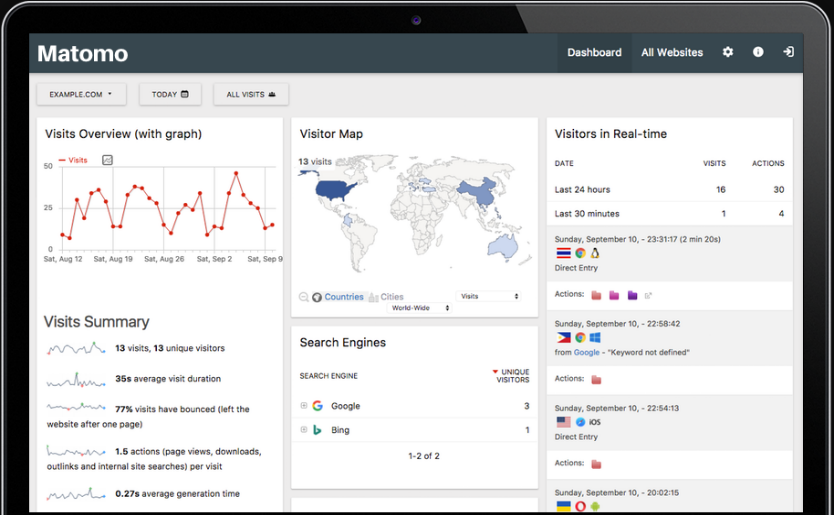 Matomo
Dashboard
All Websites
EXAMPLE.COM
TODAY
ALL VISITS
Visits Overview (with graph)
Visits
50
25
0
Sat, Aug 12
Sat, Aug 19
Sat, Aug 26
Sat, Sep 2
Sat, Sep 9
Visits Summary
13 visits, 13 unique visitors
35s average visit duration
77% visits have bounced (left the
website after one page)
1.5 actions (page views, downloads,
outlinks and internal site searches) per visit
0.27s average generation time
Visitor Map
13 visits
Countries
Cities
Visits
World-Wide
Search Engines
SEARCH ENGINE
UNIQUE
VISITORS
Google 3
Bing 1
1-2 of 2
Visitors in Real-time
DATE VISITS ACTIONS
Last 24 hours 16 30
Last 30 minutes 1 4
Sunday, September 10, - 23:31:17 (2 min 20s)
Direct Entry
Actions:
Sunday, September 10, - 22:58:42
from Google - "Keyword not defined"
Actions:
Sunday, September 10, - 22:54:13
iOS
Direct Entry
Actions:
Sunday, September 10, - 20:02:15